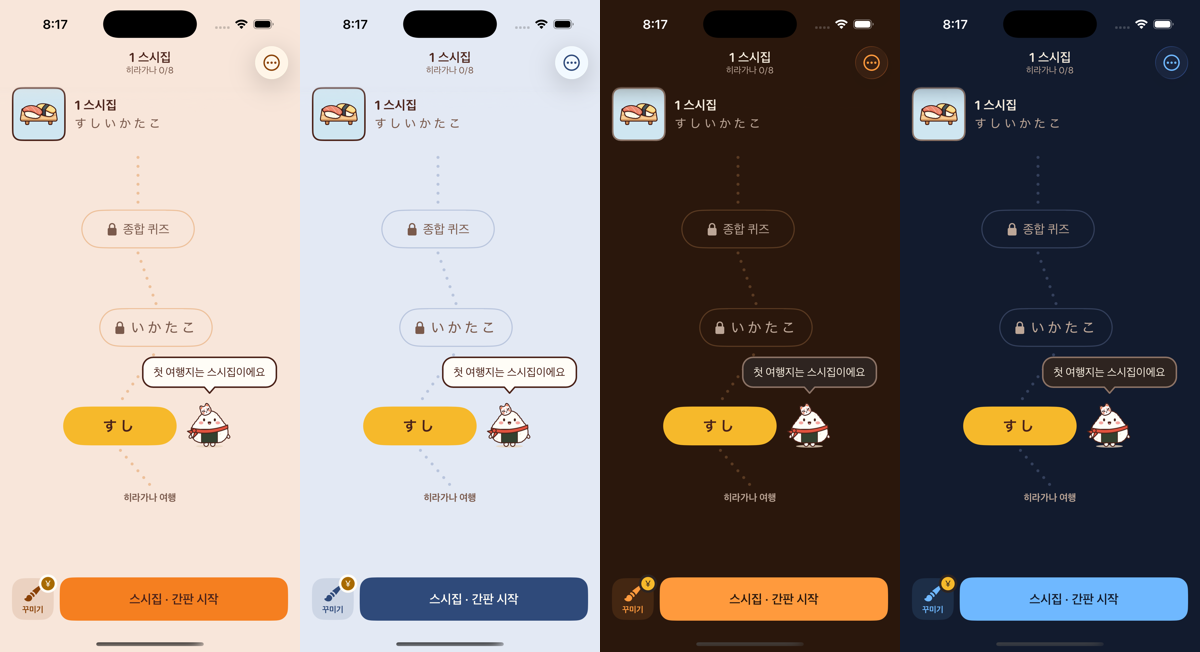 8:17
1 스시집
히라가나 0/8
1 스시집
すしいかたこ
종합 퀴즈
いかたこ
첫 여행지는 스시집이에요
すし
히라가나 여행
¥
꾸미기
스시집 · 간판 시작
8:17
1 스시집
히라가나 0/8
1 스시집
すしいかたこ
종합 퀴즈
いかたこ
첫 여행지는 스시집이에요
すし
히라가나 여행
¥
꾸미기
스시집 · 간판 시작
8:17
1 스시집
히라가나 0/8
1 스시집
すしいかたこ
종합 퀴즈
いかたこ
첫 여행지는 스시집이에요
すし
히라가나 여행
¥
꾸미기
스시집 · 간판 시작
8:17
1 스시집
히라가나 0/8
1 스시집
すしいかたこ
종합 퀴즈
いかたこ
첫 여행지는 스시집이에요
すし
히라가나 여행
¥
꾸미기
스시집 · 간판 시작